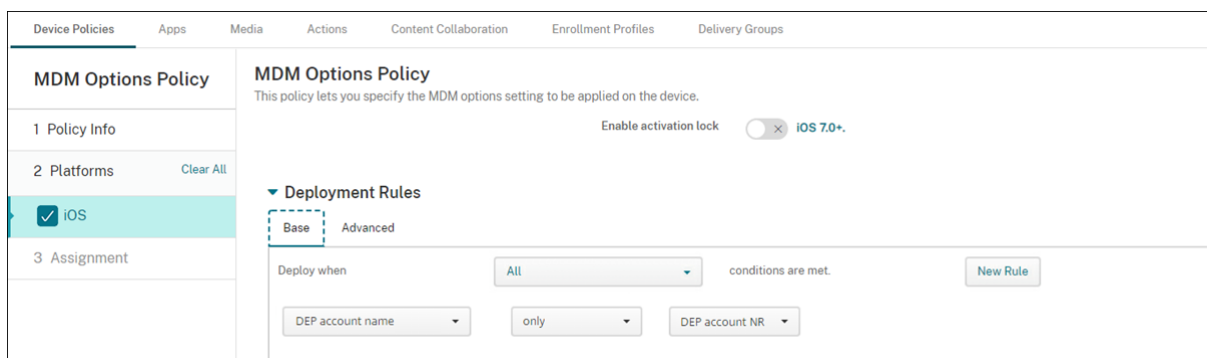 Device Policies Apps Media Actions Content Collaboration Enrollment Profiles Delivery Groups
MDM Options Policy
1 Policy Info
2 Platforms Clear All
iOS
3 Assignment
MDM Options Policy
This policy lets you specify the MDM options setting to be applied on the device.
Enable activation lock iOS 7.0+.
Deployment Rules
Base Advanced
Deploy when All conditions are met. New Rule
DEP account name only DEP account NR